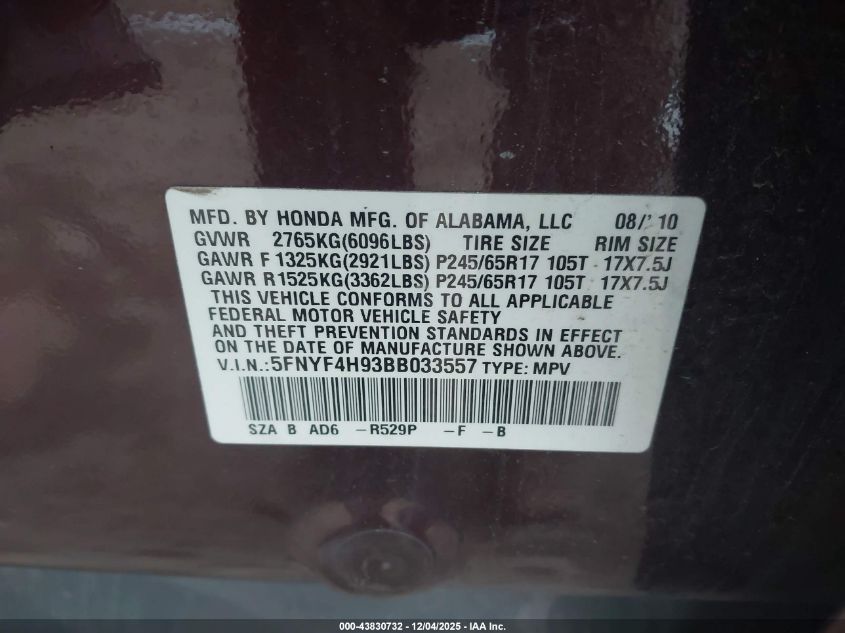 MFD. BY HONDA MFG. OF ALABAMA, LLC 08/'10
GVWR 2765KG(6096LBS) TIRE SIZE RIM SIZE
GAWR F 1325KG(2921LBS) P245/65R17 105T 17X7.5J
GAWR R 1525KG(3362LBS) P245/65R17 105T 17X7.5J
THIS VEHICLE CONFORMS TO ALL APPLICABLE
FEDERAL MOTOR VEHICLE SAFETY
AND THEFT PREVENTION STANDARDS IN EFFECT
ON THE DATE OF MANUFACTURE SHOWN ABOVE.
V.I.N.:5FNYF4H93BB033557 TYPE: MPV
SZA B AD6 -R529P -F -B
000-43830732 - 12/04/2025 - IAA Inc.